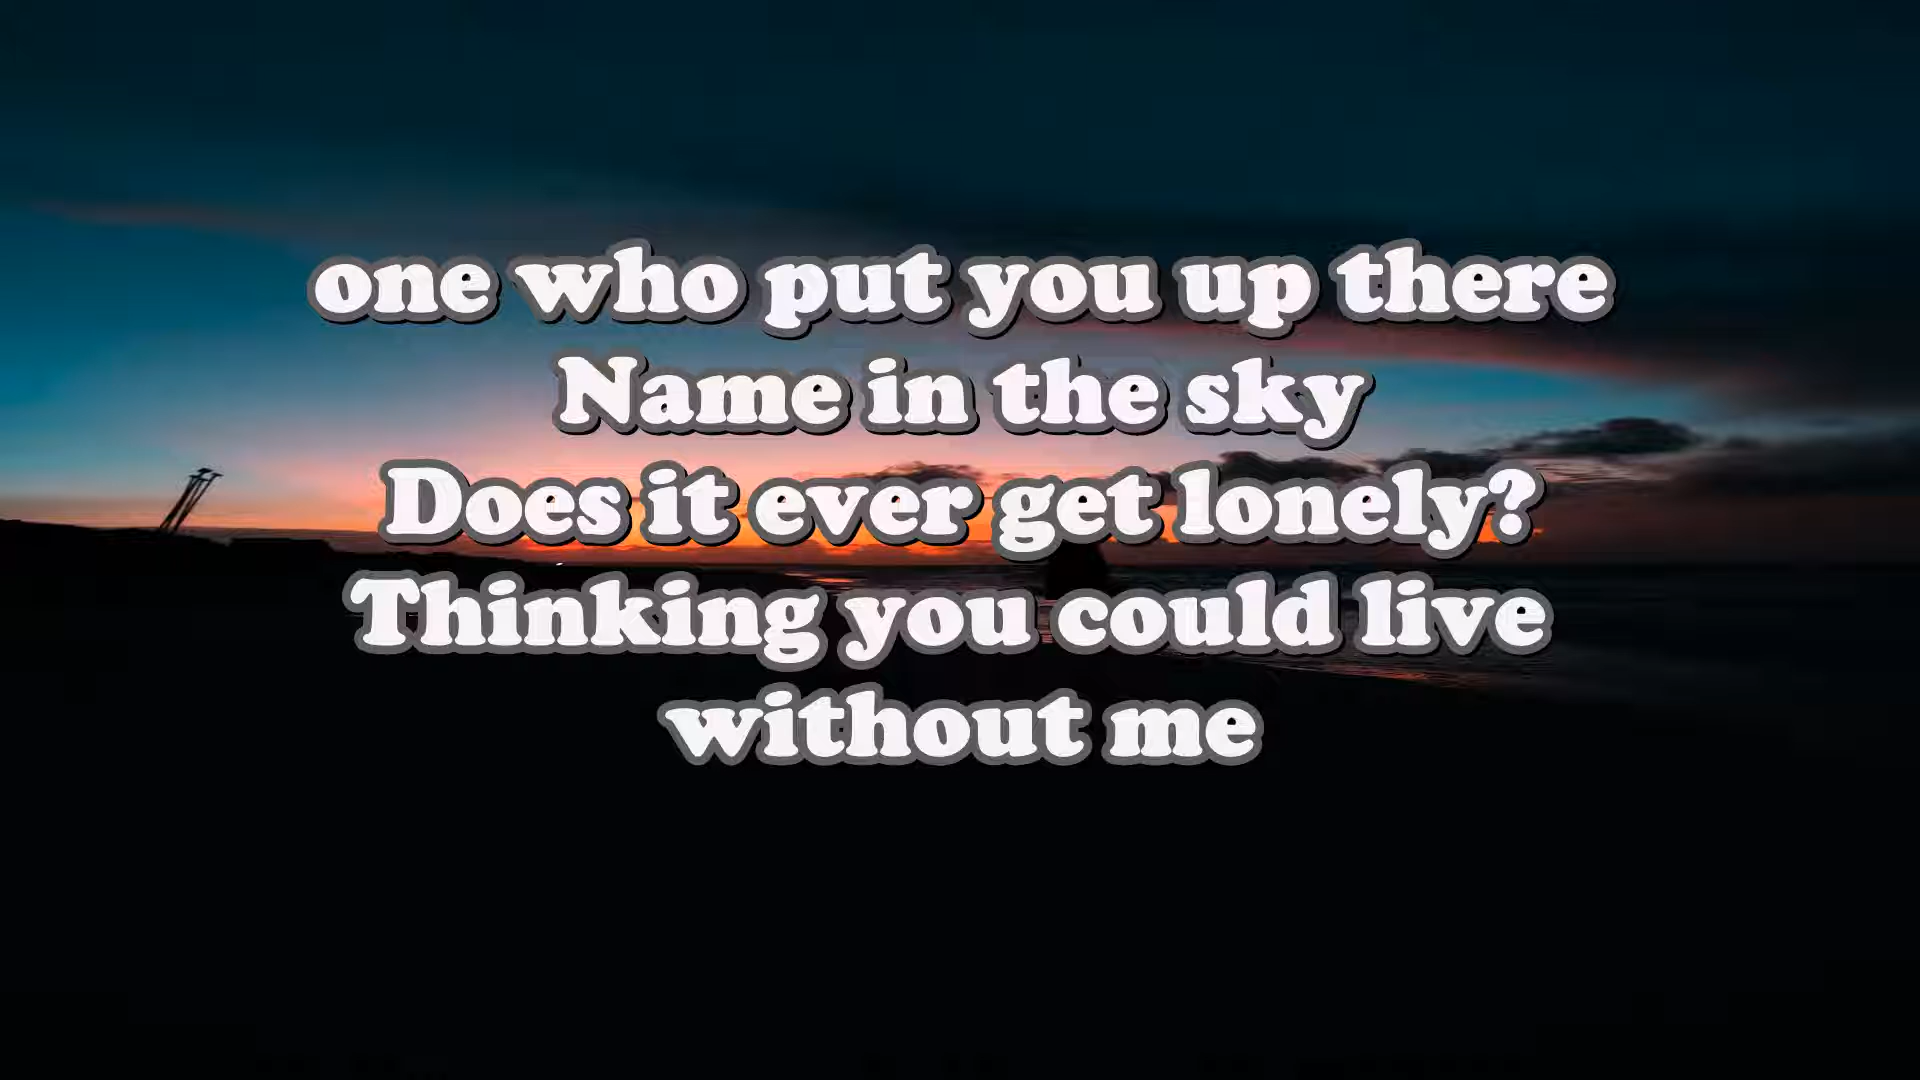 one who put you up there
Name in the sky
Does it ever get lonely?
Thinking you could live
without me